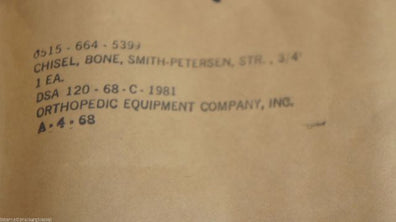 6515 - 664 - 5399
CHISEL, BONE, SMITH-PETERSEN, STR., 3/4"
1 EA.
DSA 120 - 68 - C - 1981
ORTHOPEDIC EQUIPMENT COMPANY, INC.
A • 4 • 68